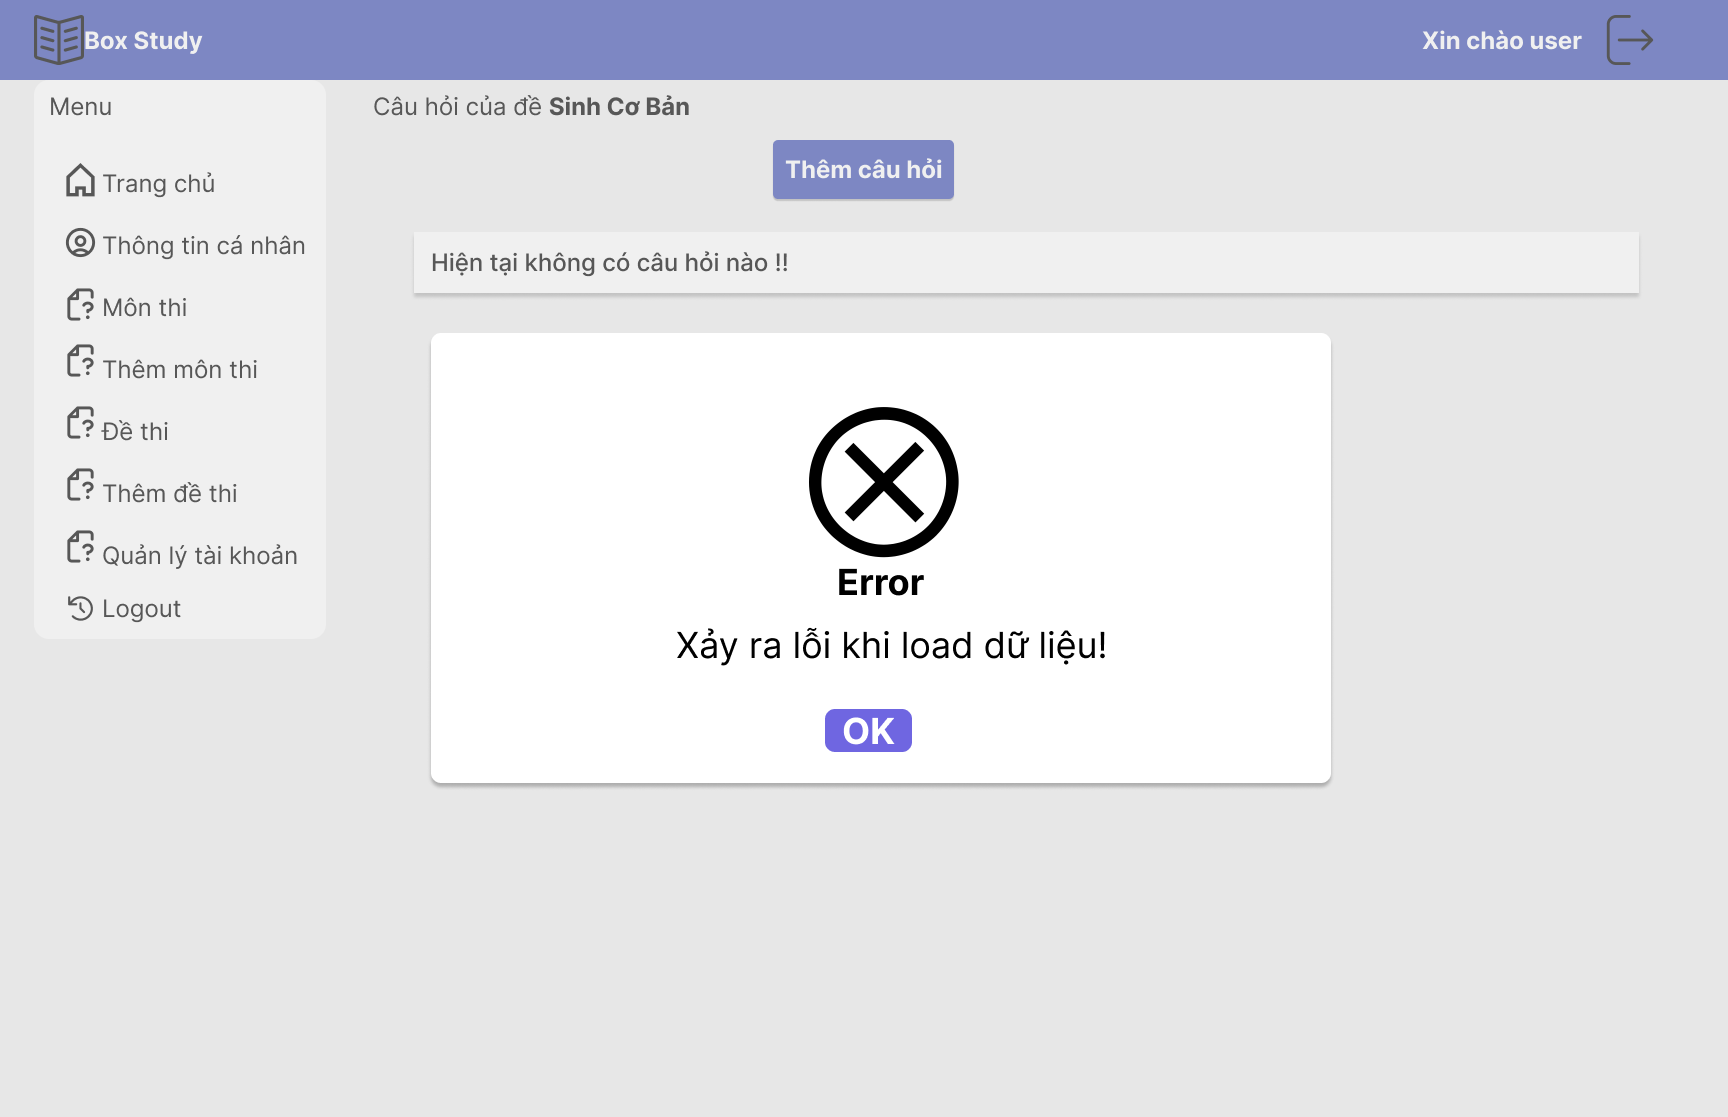 Box Study
Xin chào user
Menu
Trang chủ
Thông tin cá nhân
Môn thi
Thêm môn thi
Đề thi
Thêm đề thi
Quản lý tài khoản
Logout
Câu hỏi của đề Sinh Cơ Bản
Thêm câu hỏi
Hiện tại không có câu hỏi nào !!
Error
Xảy ra lỗi khi load dữ liệu!
OK